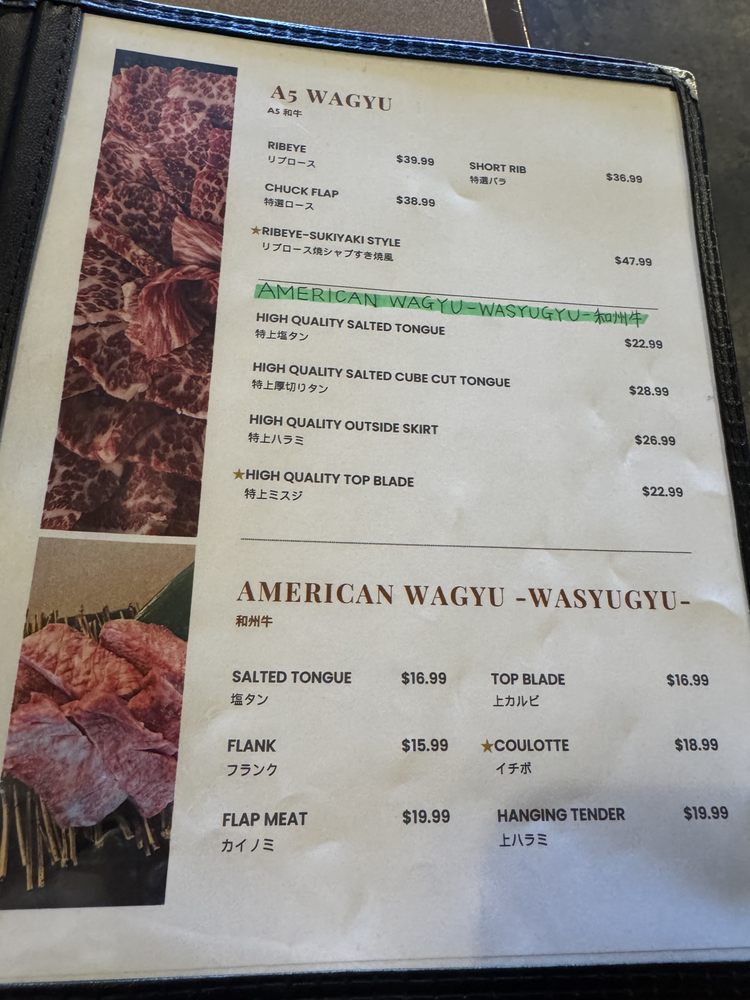 A5 WAGYU
A5 和牛
RIBEYE $39.99
リブロース
SHORT RIB $36.99
特選バラ
CHUCK FLAP $38.99
特選ロース
★RIBEYE-SUKIYAKI STYLE $47.99
リブロース焼シャブすき焼風
AMERICAN WAGYU-WASYUGYU-和州牛
HIGH QUALITY SALTED TONGUE $22.99
特上塩タン
HIGH QUALITY SALTED CUBE CUT TONGUE $28.99
特上厚切りタン
HIGH QUALITY OUTSIDE SKIRT $26.99
特上ハラミ
★HIGH QUALITY TOP BLADE $22.99
特上ミスジ
AMERICAN WAGYU -WASYUGYU-
和州牛
SALTED TONGUE $16.99
塩タン
TOP BLADE $16.99
上カルビ
FLANK $15.99
フランク
★COULOTTE $18.99
イチボ
FLAP MEAT $19.99
カイノミ
HANGING TENDER $19.99
上ハラミ